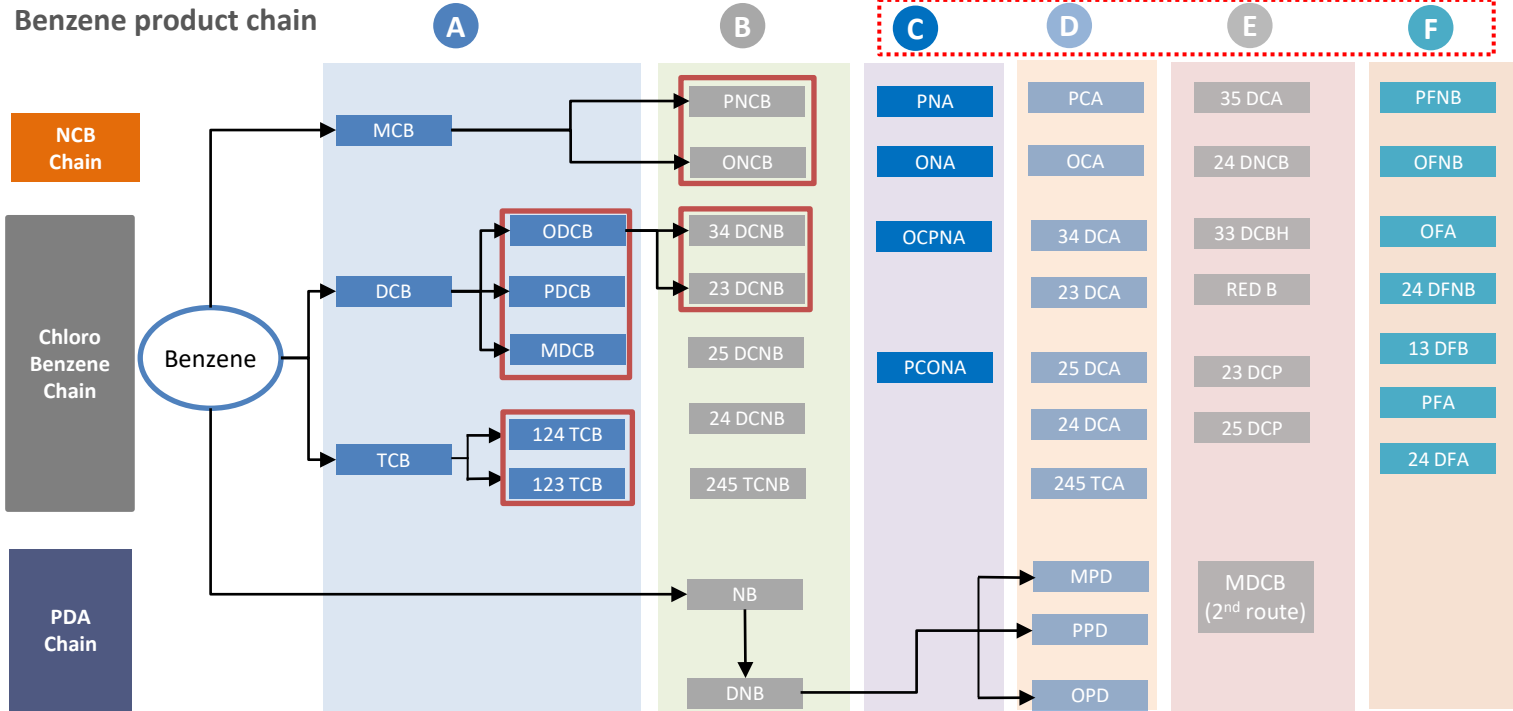 Benzene product chain
A
B
C
D
E
F
NCB
Chain
Chloro
Benzene
Chain
PDA
Chain
Benzene
MCB
DCB
TCB
ODCB
PDCB
MDCB
124 TCB
123 TCB
PNCB
ONCB
34 DCNB
23 DCNB
25 DCNB
24 DCNB
245 TCNB
NB
DNB
PNA
ONA
OCPNA
PCONA
PCA
OCA
34 DCA
23 DCA
25 DCA
24 DCA
245 TCA
MPD
PPD
OPD
35 DCA
24 DNCB
33 DCBH
RED B
23 DCP
25 DCP
MDCB
(2nd route)
PFNB
OFNB
OFA
24 DFNB
13 DFB
PFA
24 DFA